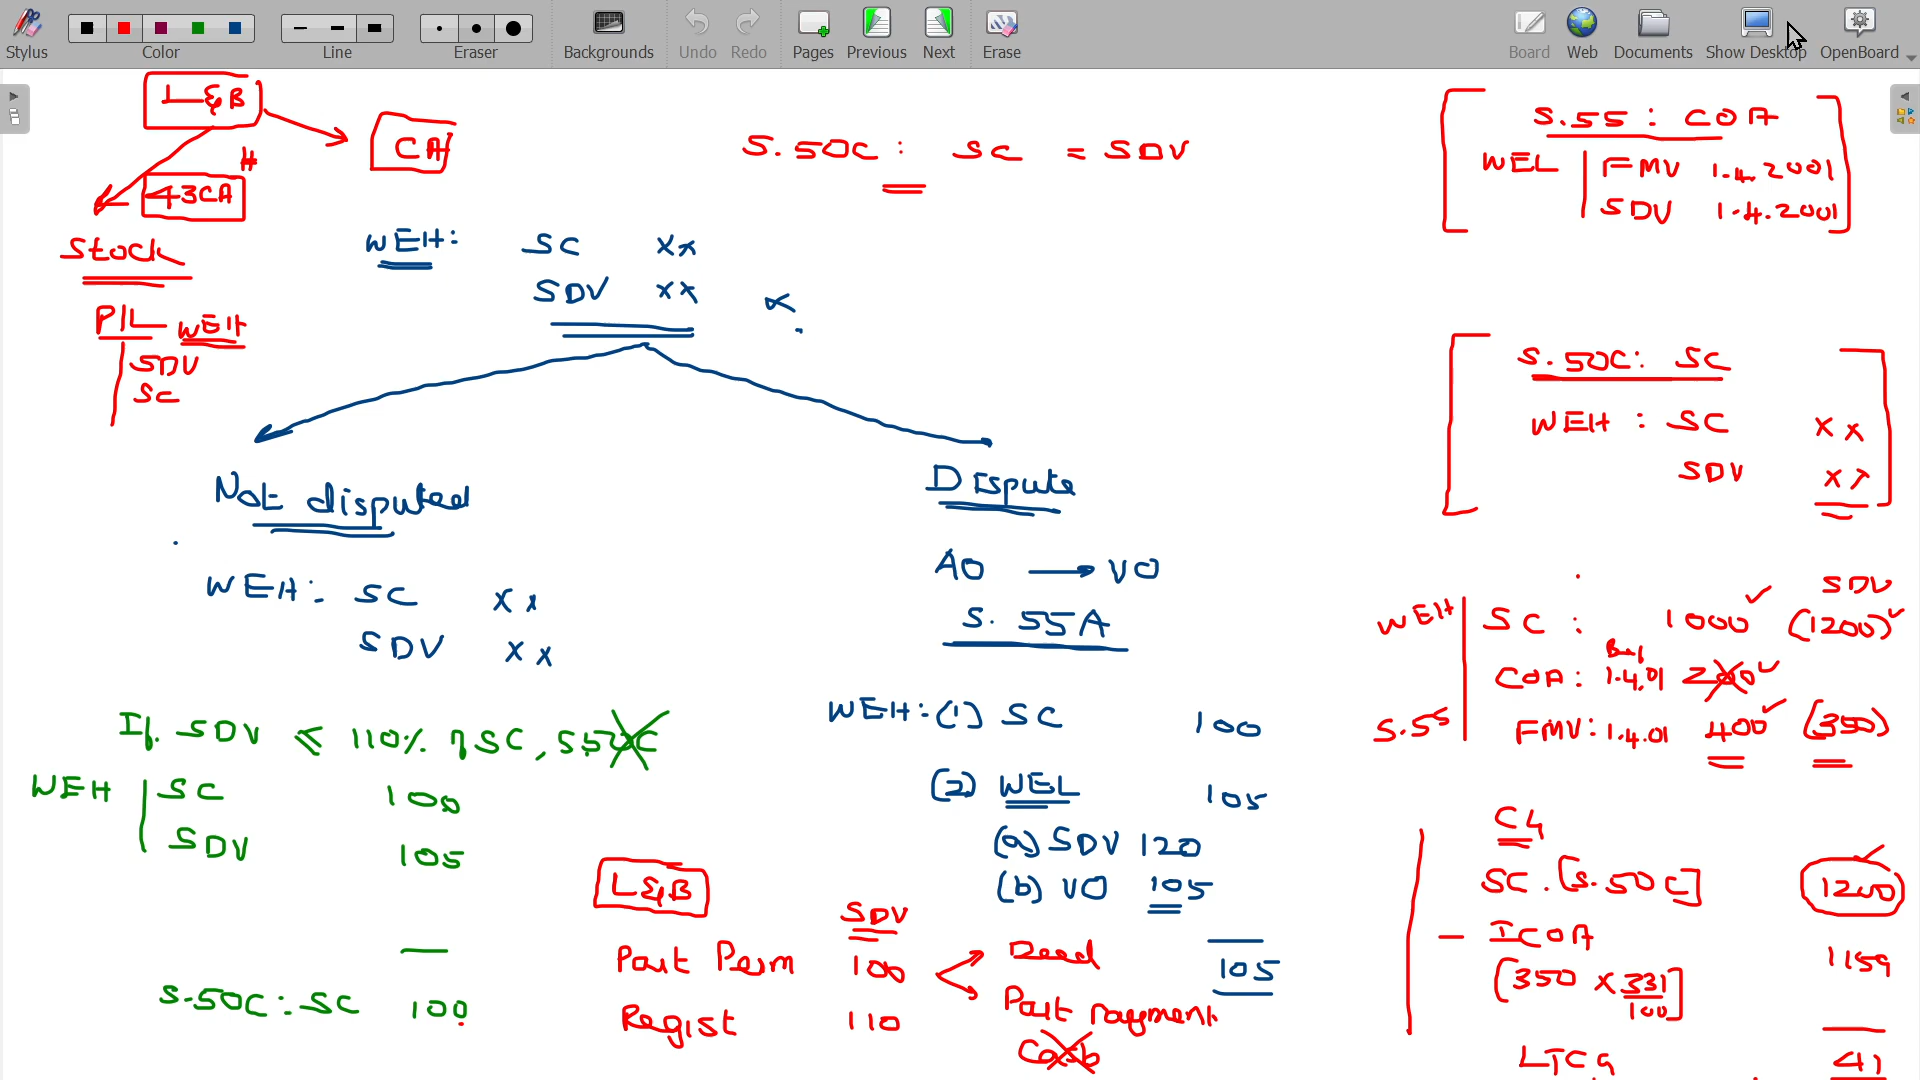 Stylus Color Line Eraser Backgrounds Undo Redo Pages Previous Next Erase Board Web Documents Show Desktop OpenBoard
L&B
CA
43CA
Stock
P/L WEH
SDV
SC
S.50C : SC = SDV
WEH: SC xx
SDV xx
Not disputed
WEH: SC xx
SDV xx
If SDV ≤ 110% of SC, S.50C
WEH SC 100
SDV 105
S.50C: SC 100
Dispute
AO → VO
S. 55A
WEH: (1) SC 100
(2) WEL 105
(a) SDV 120
(b) VO 105
105
L&B
SDV
Part Perm 100
Regist 110
Dead
Part Payment
Cash
S.55 : COA
WEL FMV 1.4.2001
SDV 1.4.2001
S.50C: SC
WEH : SC xx
SDV xx
SDV
WEH SC : 1000 (1200)
COA : 1.4.01 200
S.55 FMV: 1.4.01 400 (350)
CG
SC. [S.50C] 1200
- ICOA 1159
[350 x 331/100]
LTCG 41